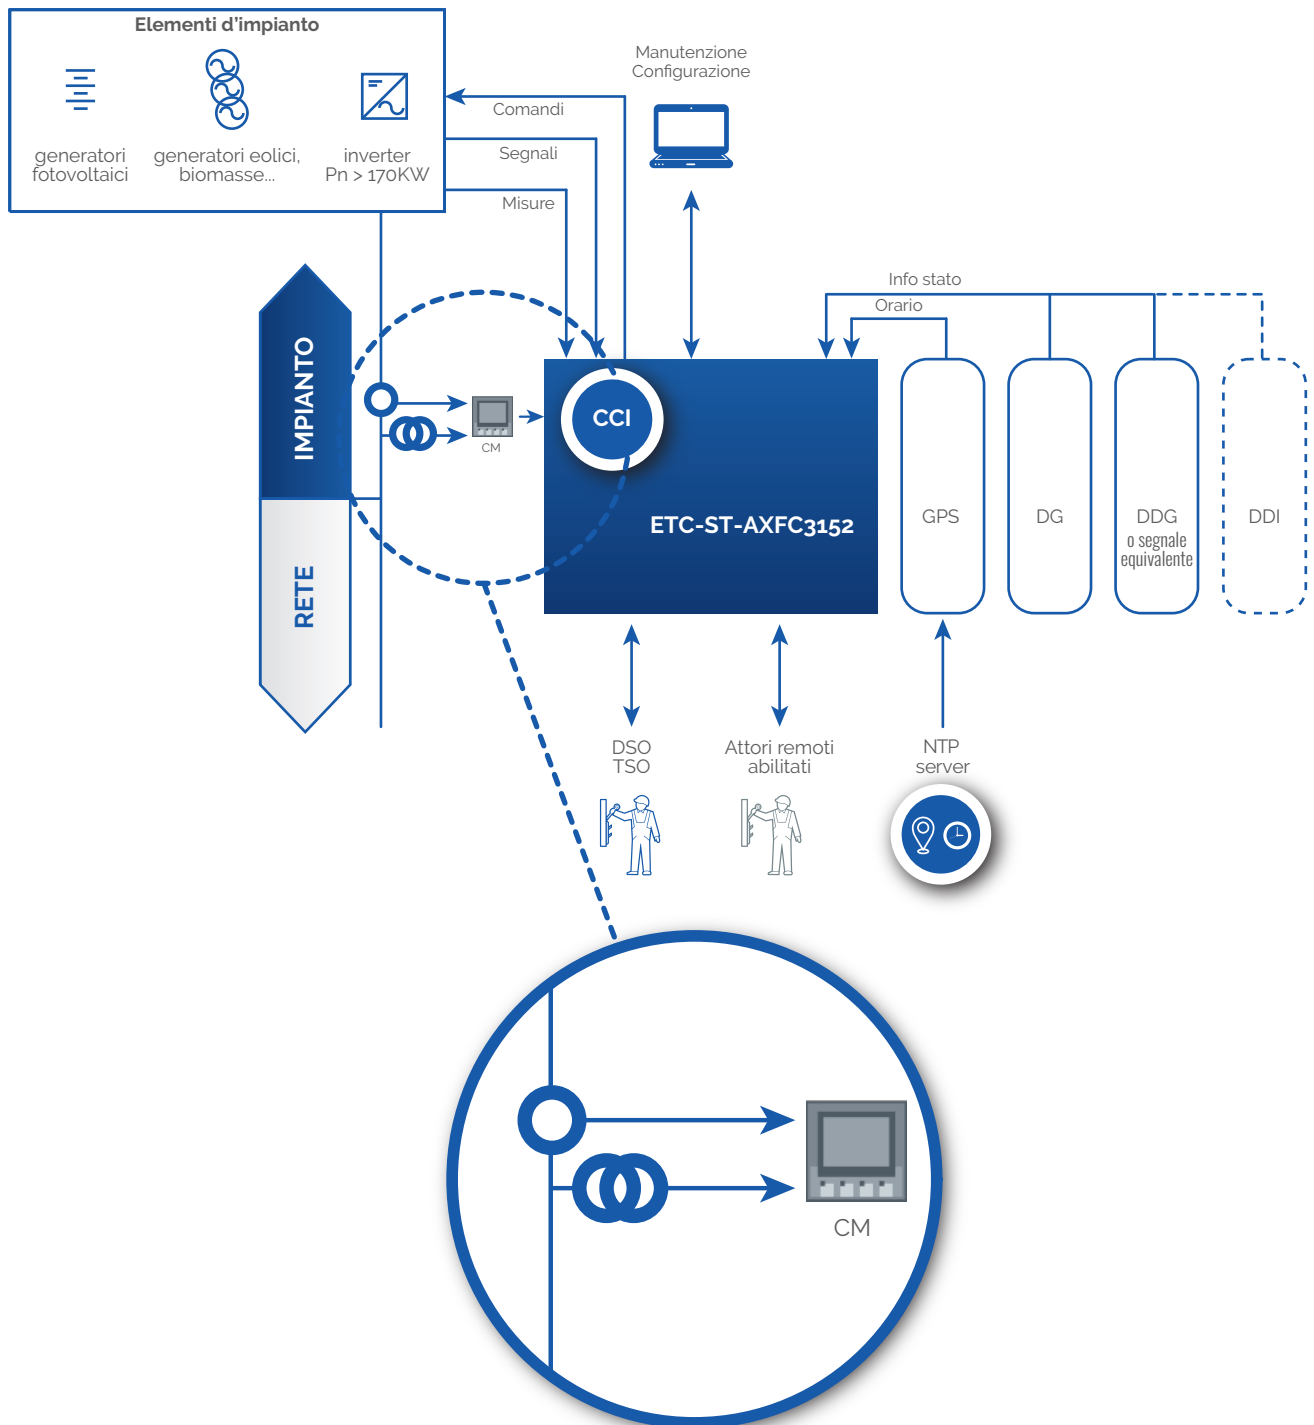 Elementi d'impianto
generatori
fotovoltaici
generatori eolici,
biomasse...
inverter
Pn > 170KW
Comandi
Segnali
Misure
Manutenzione
Configurazione
Info stato
Orario
IMPIANTO
RETE
CM
CCI
ETC-ST-AXFC3152
GPS
DG
DDG
o segnale
equivalente
DDI
DSO
TSO
Attori remoti
abilitati
NTP
server
CM